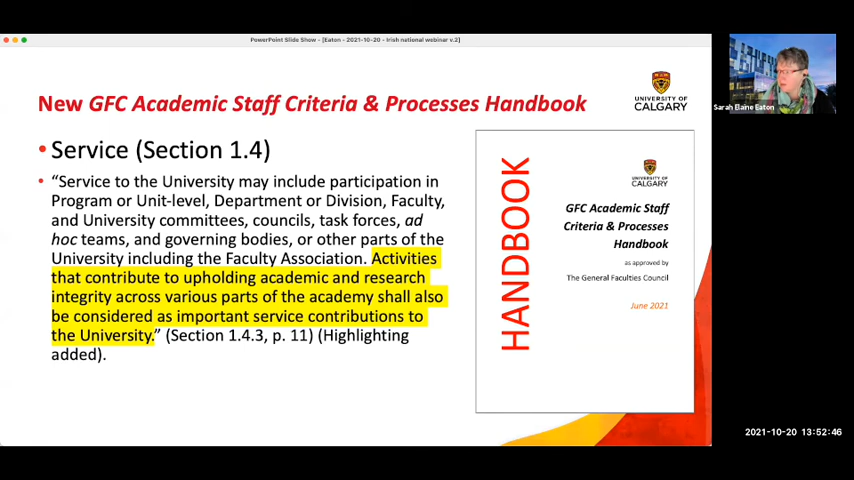 PowerPoint Slide Show - [Eaton - 2021-10-20 - Irish national webinar v.2]
New GFC Academic Staff Criteria & Processes Handbook
UNIVERSITY OF
CALGARY
Sarah Elaine Eaton
• Service (Section 1.4)
• “Service to the University may include participation in
Program or Unit-level, Department or Division, Faculty,
and University committees, councils, task forces, ad
hoc teams, and governing bodies, or other parts of the
University including the Faculty Association. Activities
that contribute to upholding academic and research
integrity across various parts of the academy shall also
be considered as important service contributions to
the University.” (Section 1.4.3, p. 11) (Highlighting
added).
HANDBOOK
UNIVERSITY OF
CALGARY
GFC Academic Staff
Criteria & Processes
Handbook
as approved by
The General Faculties Council
June 2021
2021-10-20 13:52:46